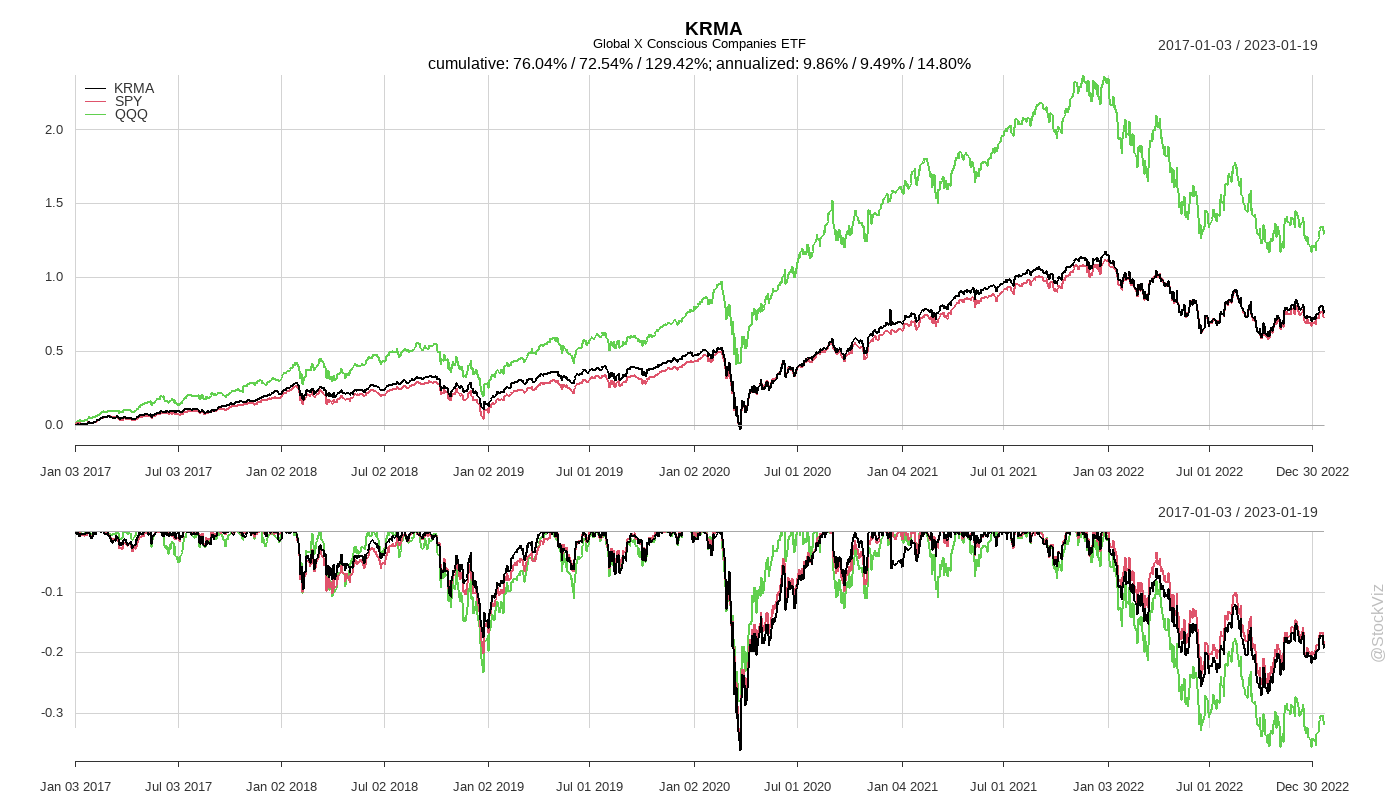 KRMA
Global X Conscious Companies ETF
2017-01-03 / 2023-01-19
cumulative: 76.04% / 72.54% / 129.42%; annualized: 9.86% / 9.49% / 14.80%
KRMA
SPY
QQQ
2.0
1.5
1.0
0.5
0.0
Jan 03 2017 Jul 03 2017 Jan 02 2018 Jul 02 2018 Jan 02 2019 Jul 01 2019 Jan 02 2020 Jul 01 2020 Jan 04 2021 Jul 01 2021 Jan 03 2022 Jul 01 2022 Dec 30 2022
2017-01-03 / 2023-01-19
-0.1
-0.2
-0.3
Jan 03 2017 Jul 03 2017 Jan 02 2018 Jul 02 2018 Jan 02 2019 Jul 01 2019 Jan 02 2020 Jul 01 2020 Jan 04 2021 Jul 01 2021 Jan 03 2022 Jul 01 2022 Dec 30 2022
@StockViz